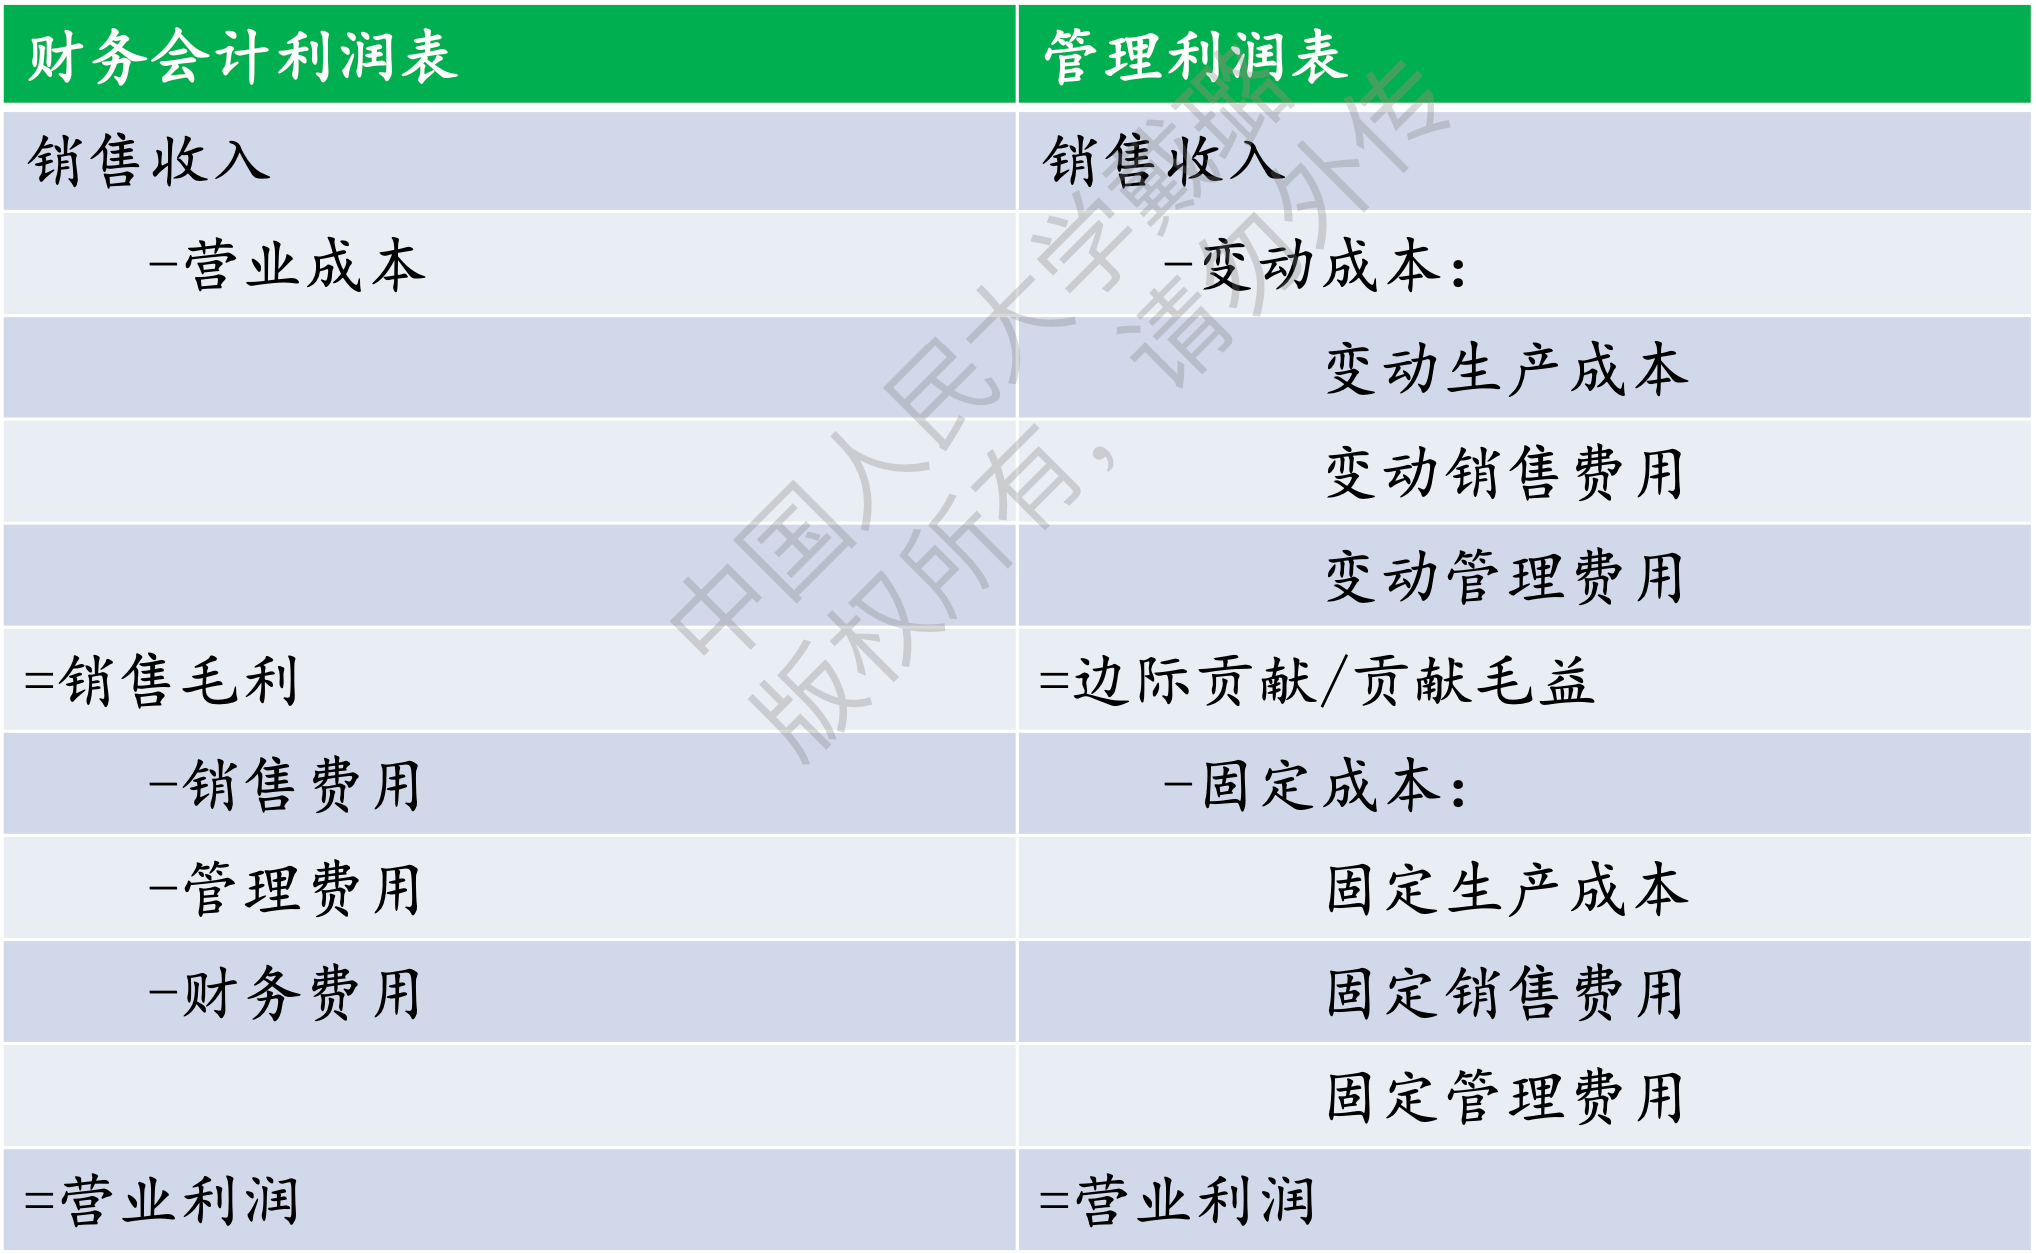 财务会计利润表 管理利润表
销售收入 销售收入
-营业成本 -变动成本：
变动生产成本
变动销售费用
变动管理费用
=销售毛利 =边际贡献/贡献毛益
-销售费用 -固定成本：
-管理费用 固定生产成本
-财务费用 固定销售费用
固定管理费用
=营业利润 =营业利润
中国人民大学戴璐
版权所有，请勿外传